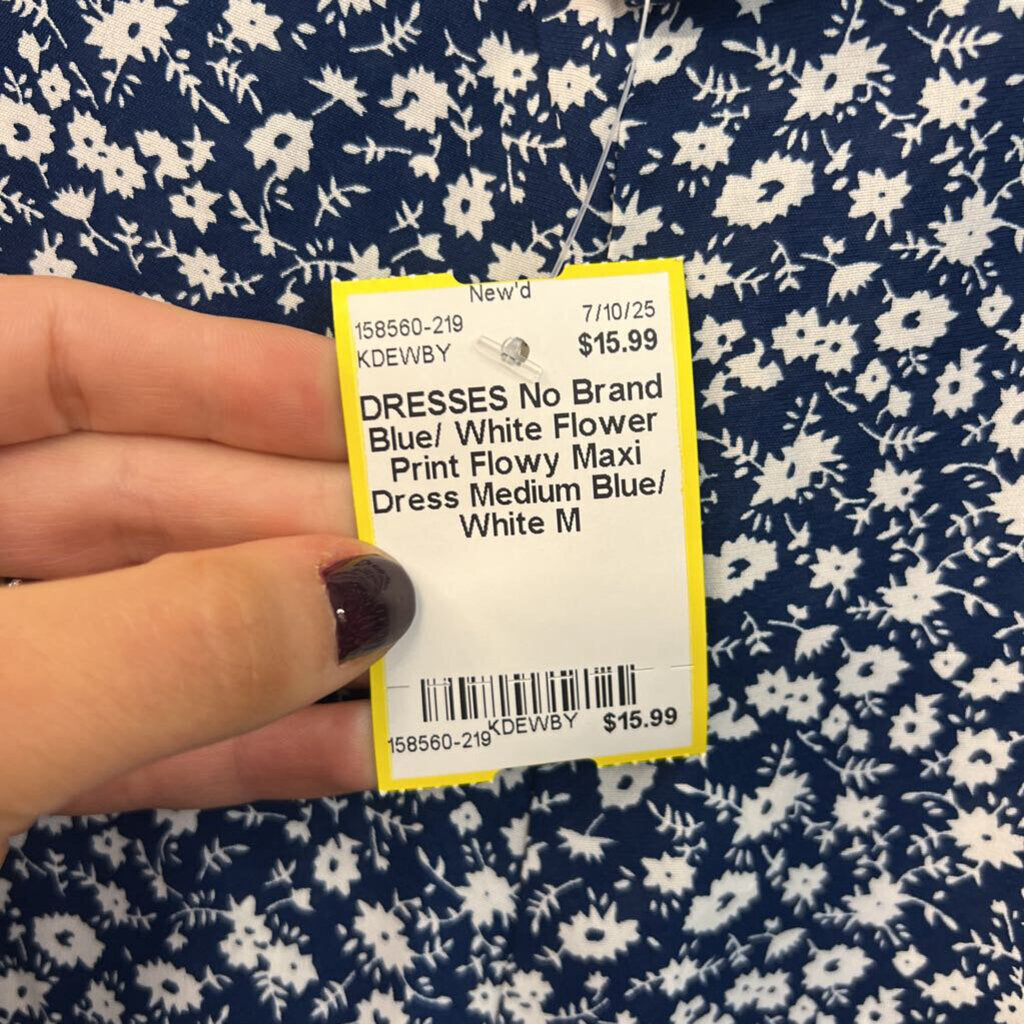 New'd
158560-219 7/10/25
KDEWBY $15.99
DRESSES No Brand
Blue/ White Flower
Print Flowy Maxi
Dress Medium Blue/
White M
158560-219 KDEWBY $15.99